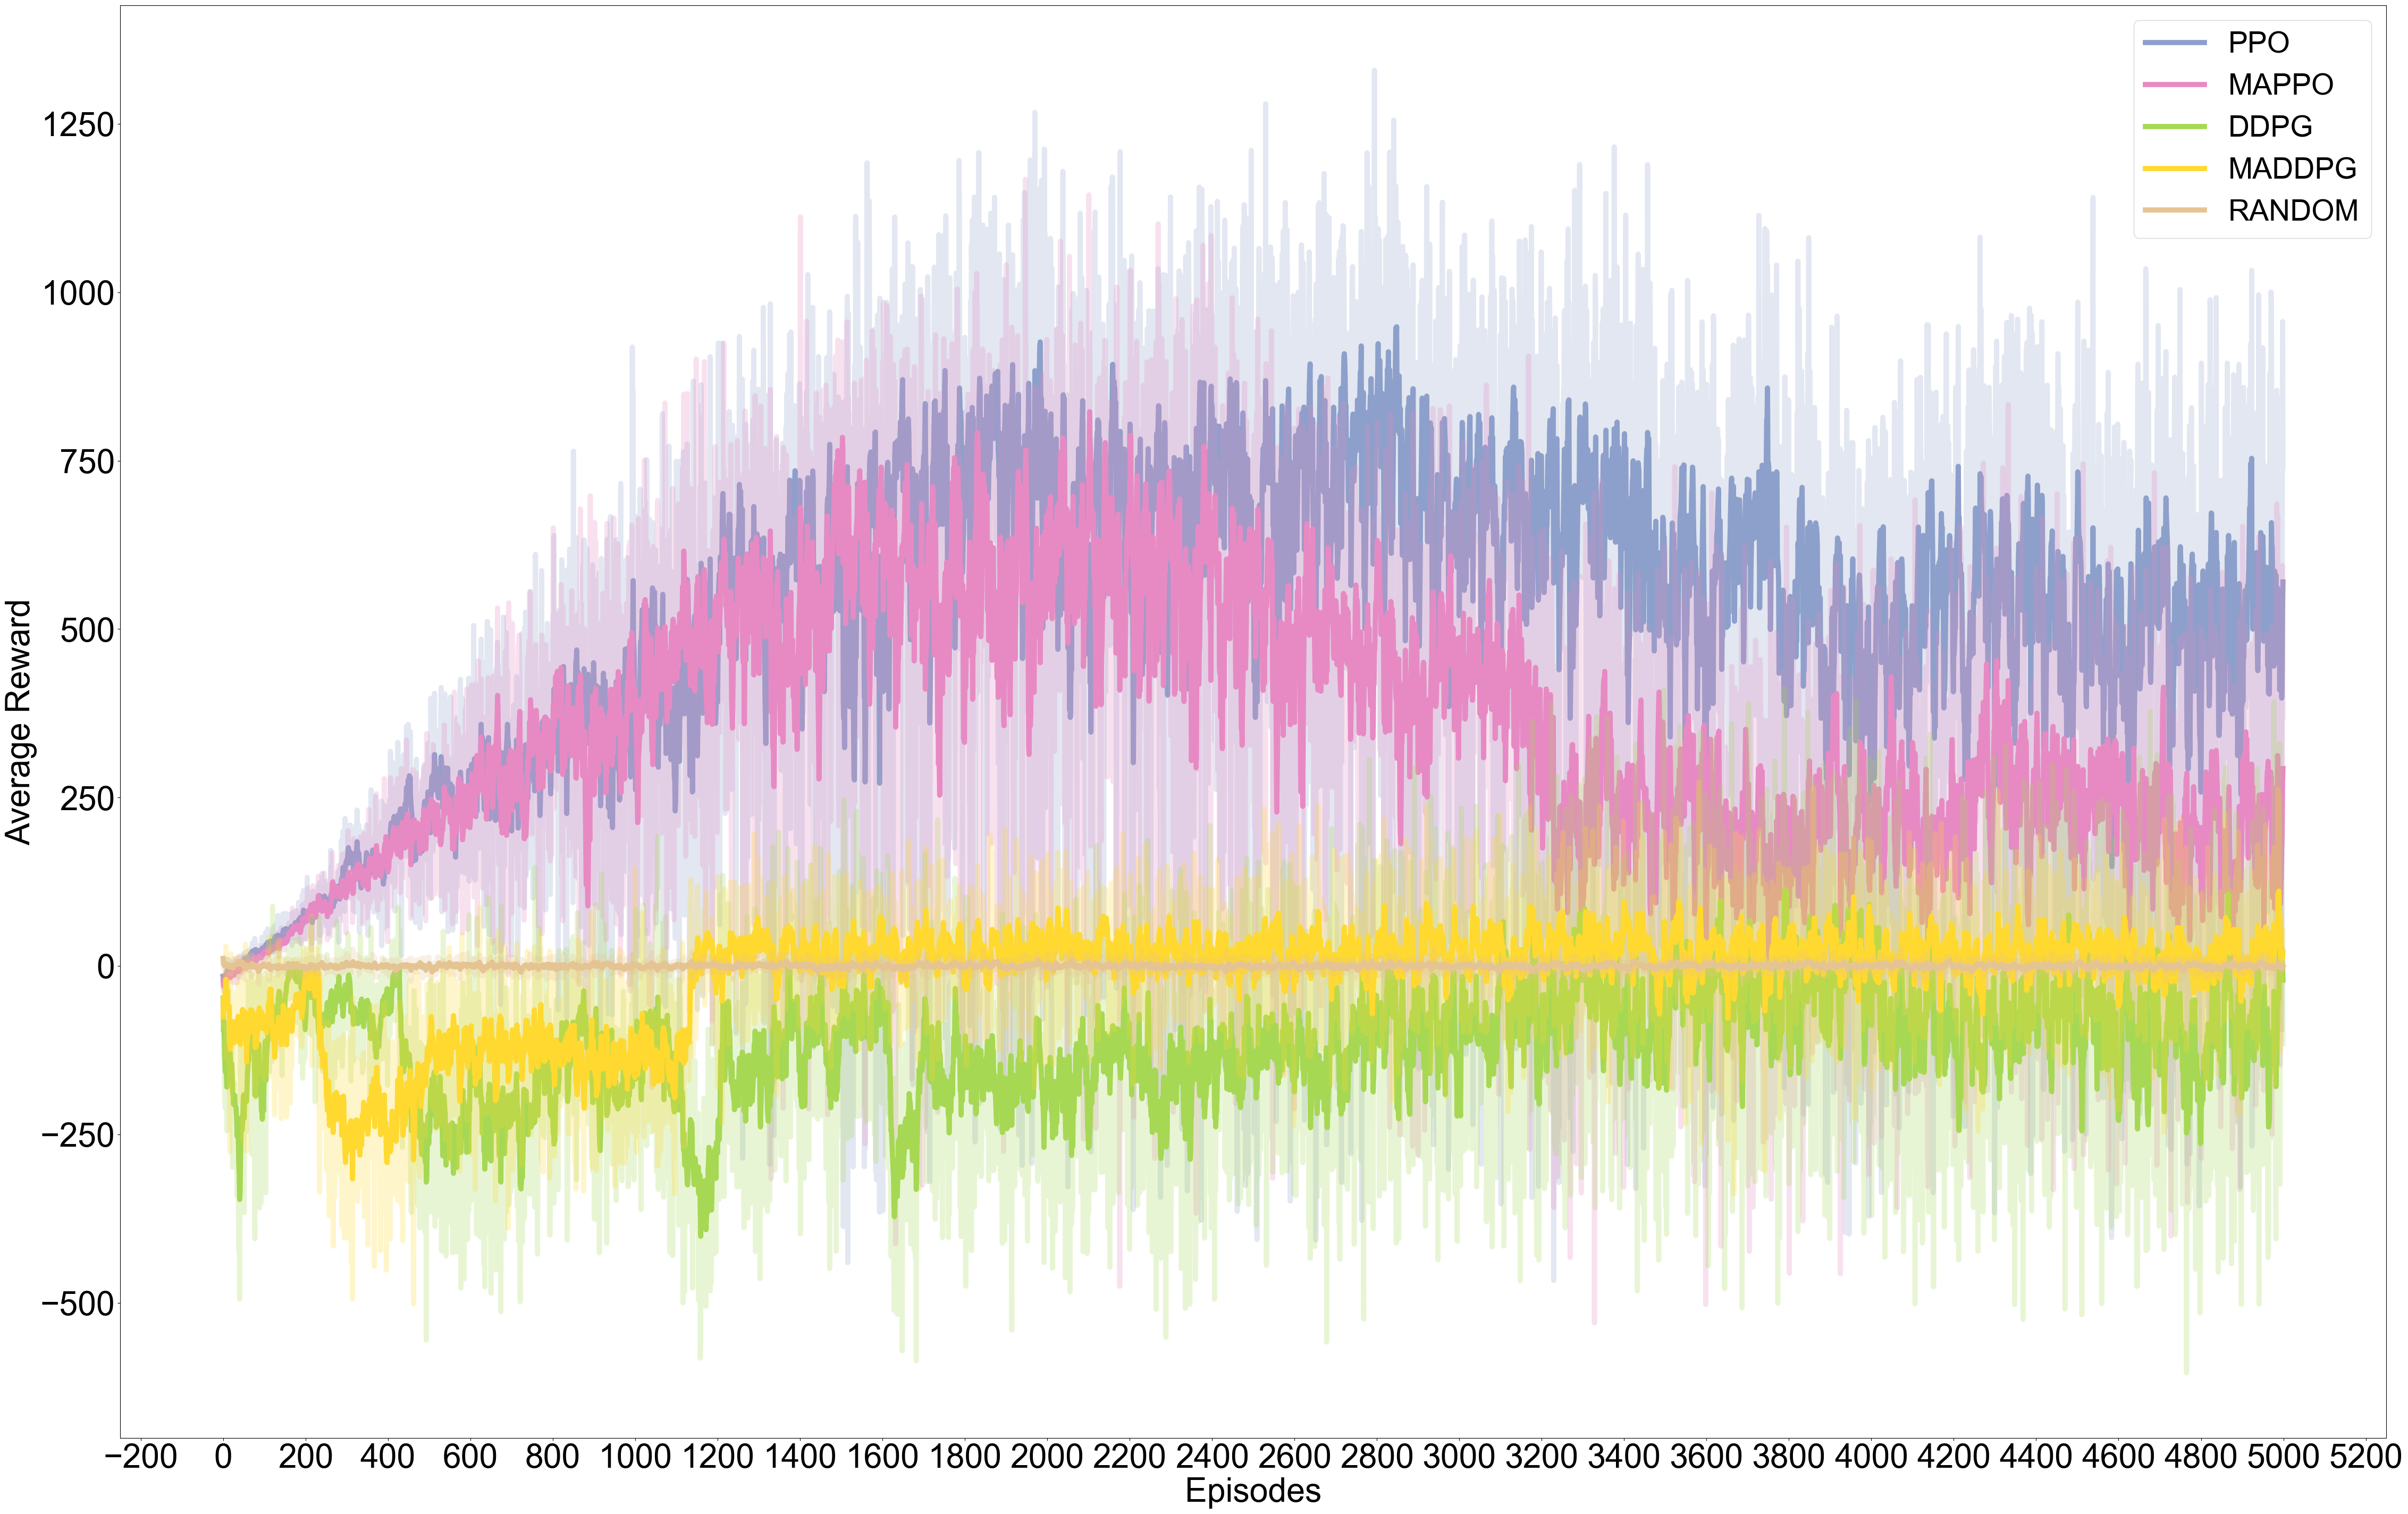 PPO
MAPPO
DDPG
MADDPG
RANDOM
Average Reward
1250
1000
750
500
250
0
−250
−500
−200 0 200 400 600 800 1000 1200 1400 1600 1800 2000 2200 2400 2600 2800 3000 3200 3400 3600 3800 4000 4200 4400 4600 4800 5000 5200
Episodes